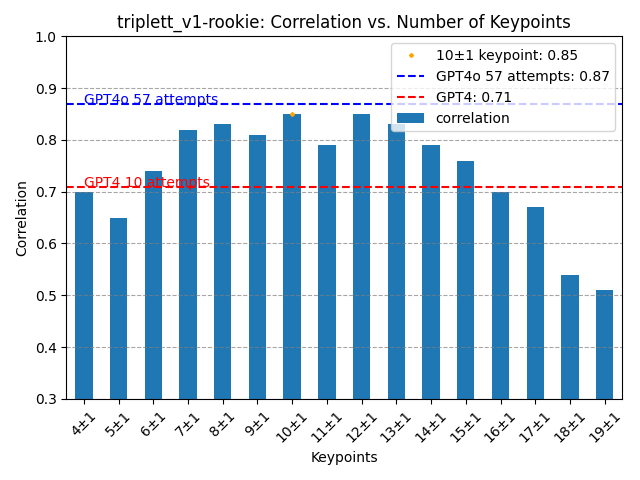 triplett_v1-rookie: Correlation vs. Number of Keypoints
1.0
0.9
0.8
0.7
0.6
0.5
0.4
0.3
Correlation
10±1 keypoint: 0.85
GPT4o 57 attempts: 0.87
GPT4: 0.71
correlation
GPT4o 57 attempts
GPT4 10 attempts
4±1
5±1
6±1
7±1
8±1
9±1
10±1
11±1
12±1
13±1
14±1
15±1
16±1
17±1
18±1
19±1
Keypoints